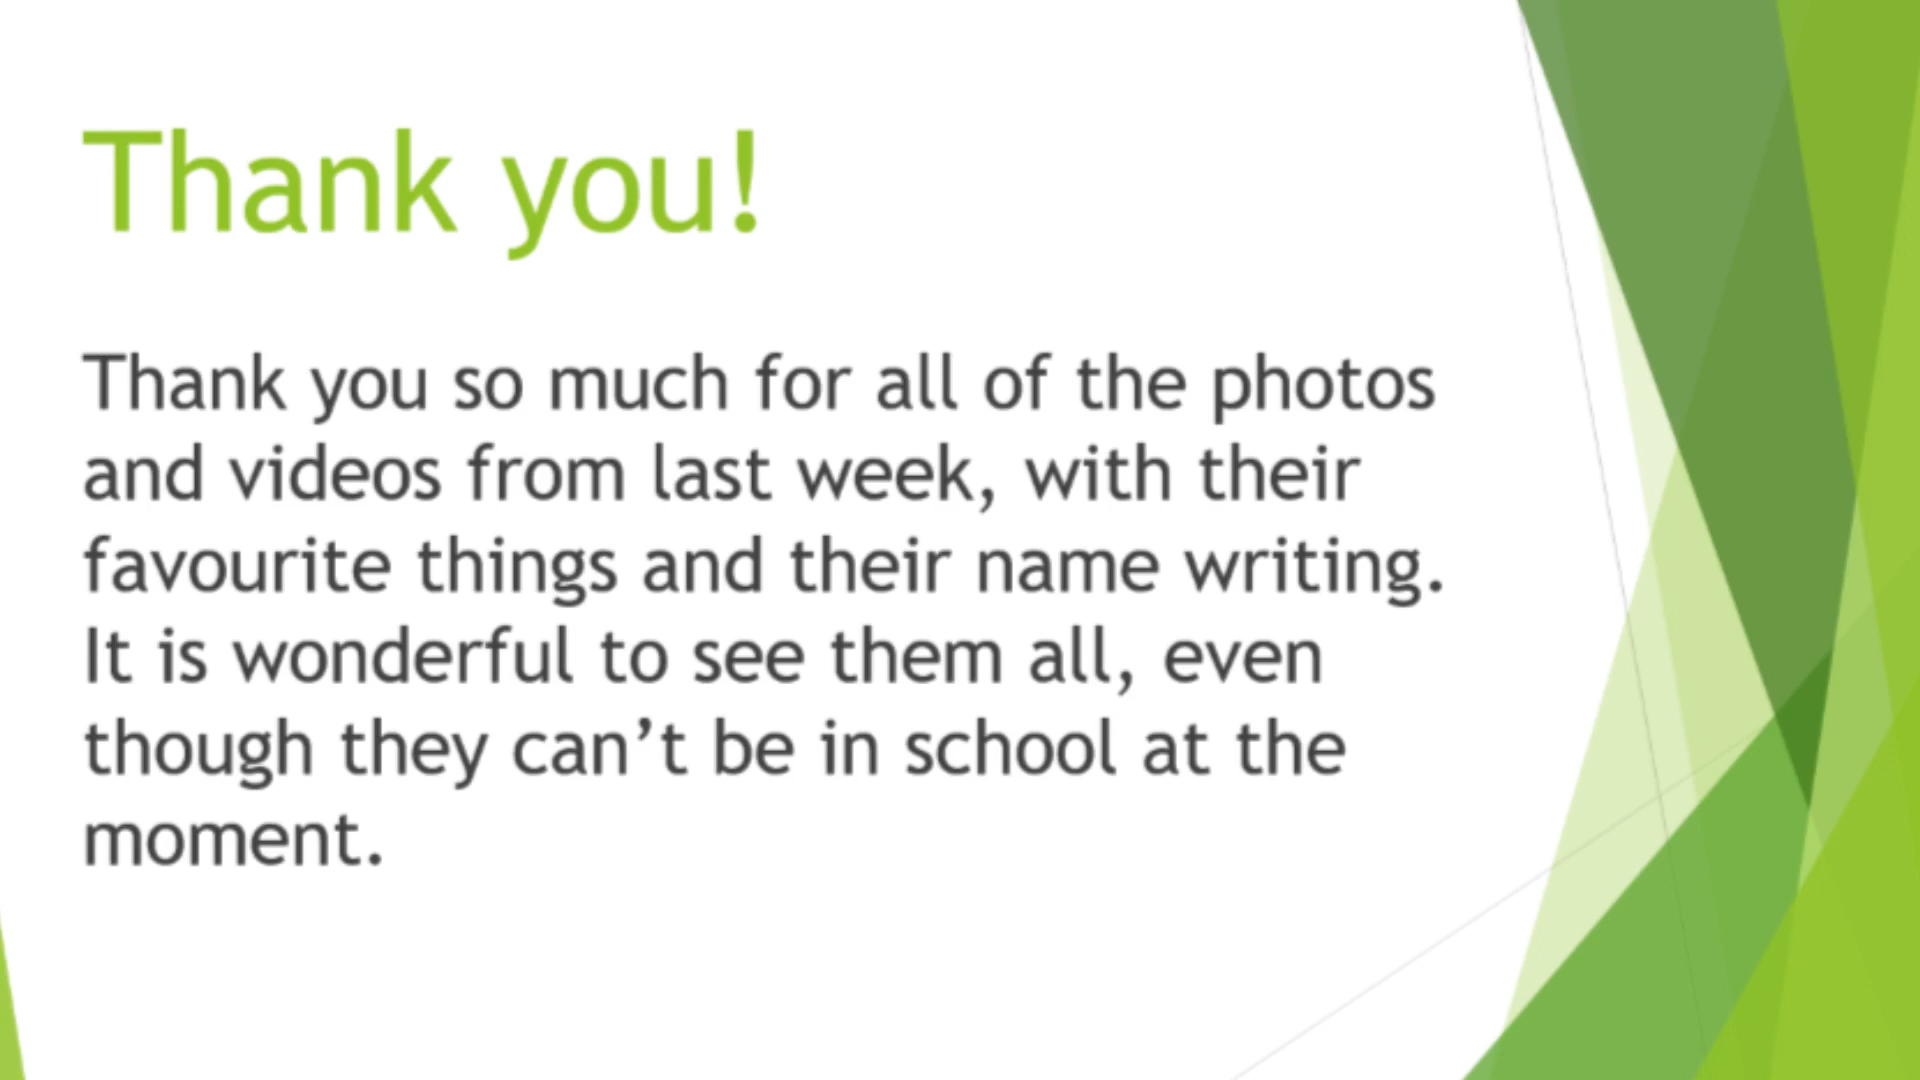 Thank you!
Thank you so much for all of the photos
and videos from last week, with their
favourite things and their name writing.
It is wonderful to see them all, even
though they can’t be in school at the
moment.